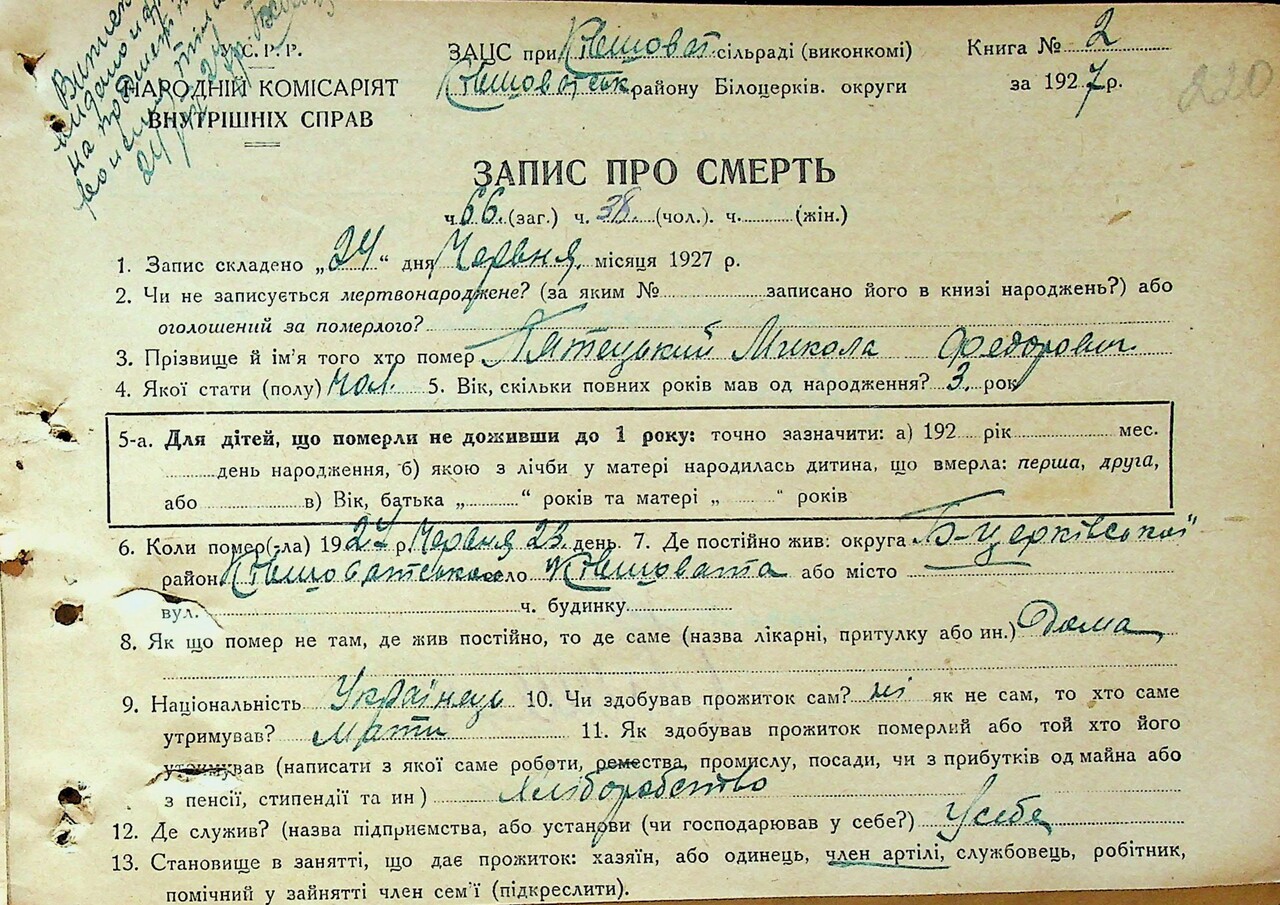 У. С. Р. Р.
НАРОДНІЙ КОМІСАРІЯТ
ВНУТРІШНІХ СПРАВ
ЗАЦС при Ківшоват. сільраді (виконкомі)
Ківшоватськ району Білоцерків. округи
Книга № 2
за 1927 р.
220
ЗАПИС ПРО СМЕРТЬ
ч. 66. (заг.) ч. 38. (чол.). ч. (жін.)
1. Запис складено „24“ дня Червня місяця 1927 р.
2. Чи не записується мертвонароджене? (за яким № записано його в книзі народжень?) або
оголошений за померлого?
3. Прізвище й ім'я того хто помер Пятецький Микола Федорович
4. Якої стати (полу) чол. 5. Вік, скільки повних років мав од народження? 3. рок
5-а. Для дітей, що померли не доживши до 1 року: точно зазначити: а) 192 рік мес.
день народження, б) якою з лічби у матері народилась дитина, що вмерла: перша, друга,
або в) Вік, батька „ “ років та матері „ “ років
6. Коли помер(-ла) 1927 р. Червня 23 день. 7. Де постійно жив: округа Б-церківської
район Ківшоватськ село Ківшовата або місто
вул. ч. будинку
8. Як що помер не там, де жив постійно, то де саме (назва лікарні, притулку або ин.) Дома
9. Національність Українець 10. Чи здобував прожиток сам? ні як не сам, то хто саме
утримував? Мати 11. Як здобував прожиток померлий або той хто його
утримував (написати з якої саме роботи, ремества, промислу, посади, чи з прибутків од майна або
з пенсії, стипендії та ин) Хліборобство
12. Де служив? (назва підприємства, або установи (чи господарював у себе?) У себе
13. Становище в занятті, що дає прожиток: хазяїн, або одинець, член артілі, службовець, робітник,
помічний у зайнятті член сем'ї (підкреслити).